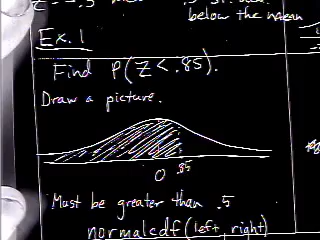 below the mean
Ex. 1
Find P(Z < .85).
Draw a picture.
0 .85
Must be greater than .5
normalcdf(left, right)